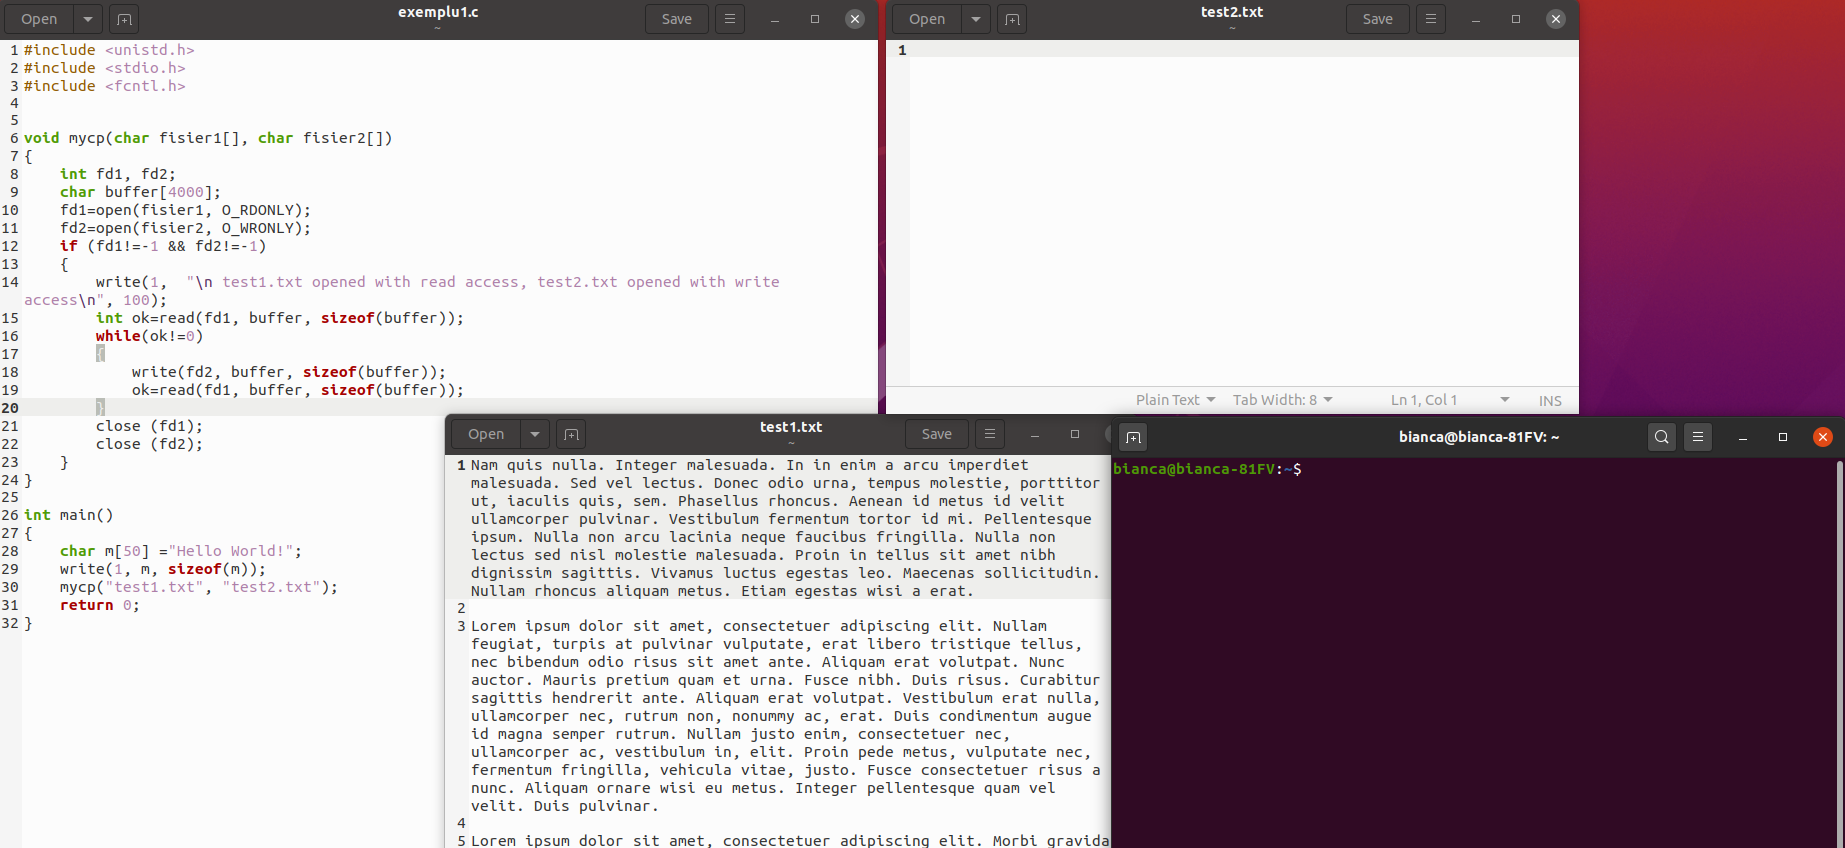 Open
exemplu1.c
~
Save
1 #include <unistd.h>
2 #include <stdio.h>
3 #include <fcntl.h>
4
5
6 void mycp(char fisier1[], char fisier2[])
7 {
8     int fd1, fd2;
9     char buffer[4000];
10     fd1=open(fisier1, O_RDONLY);
11     fd2=open(fisier2, O_WRONLY);
12     if (fd1!=-1 && fd2!=-1)
13     {
14         write(1,  "\n test1.txt opened with read access, test2.txt opened with write
access\n", 100);
15         int ok=read(fd1, buffer, sizeof(buffer));
16         while(ok!=0)
17         {
18             write(fd2, buffer, sizeof(buffer));
19             ok=read(fd1, buffer, sizeof(buffer));
20         }
21         close (fd1);
22         close (fd2);
23     }
24 }
25
26 int main()
27 {
28     char m[50] ="Hello World!";
29     write(1, m, sizeof(m));
30     mycp("test1.txt", "test2.txt");
31     return 0;
32 }
Open
test2.txt
~
Save
1
Plain Text
Tab Width: 8
Ln 1, Col 1
INS
Open
test1.txt
~
Save
1 Nam quis nulla. Integer malesuada. In in enim a arcu imperdiet
malesuada. Sed vel lectus. Donec odio urna, tempus molestie, porttitor
ut, iaculis quis, sem. Phasellus rhoncus. Aenean id metus id velit
ullamcorper pulvinar. Vestibulum fermentum tortor id mi. Pellentesque
ipsum. Nulla non arcu lacinia neque faucibus fringilla. Nulla non
lectus sed nisl molestie malesuada. Proin in tellus sit amet nibh
dignissim sagittis. Vivamus luctus egestas leo. Maecenas sollicitudin.
Nullam rhoncus aliquam metus. Etiam egestas wisi a erat.
2
3 Lorem ipsum dolor sit amet, consectetuer adipiscing elit. Nullam
feugiat, turpis at pulvinar vulputate, erat libero tristique tellus,
nec bibendum odio risus sit amet ante. Aliquam erat volutpat. Nunc
auctor. Mauris pretium quam et urna. Fusce nibh. Duis risus. Curabitur
sagittis hendrerit ante. Aliquam erat volutpat. Vestibulum erat nulla,
ullamcorper nec, rutrum non, nonummy ac, erat. Duis condimentum augue
id magna semper rutrum. Nullam justo enim, consectetuer nec,
ullamcorper ac, vestibulum in, elit. Proin pede metus, vulputate nec,
fermentum fringilla, vehicula vitae, justo. Fusce consectetuer risus a
nunc. Aliquam ornare wisi eu metus. Integer pellentesque quam vel
velit. Duis pulvinar.
4
5 Lorem ipsum dolor sit amet, consectetuer adipiscing elit. Morbi gravida
bianca@bianca-81FV: ~
bianca@bianca-81FV:~$